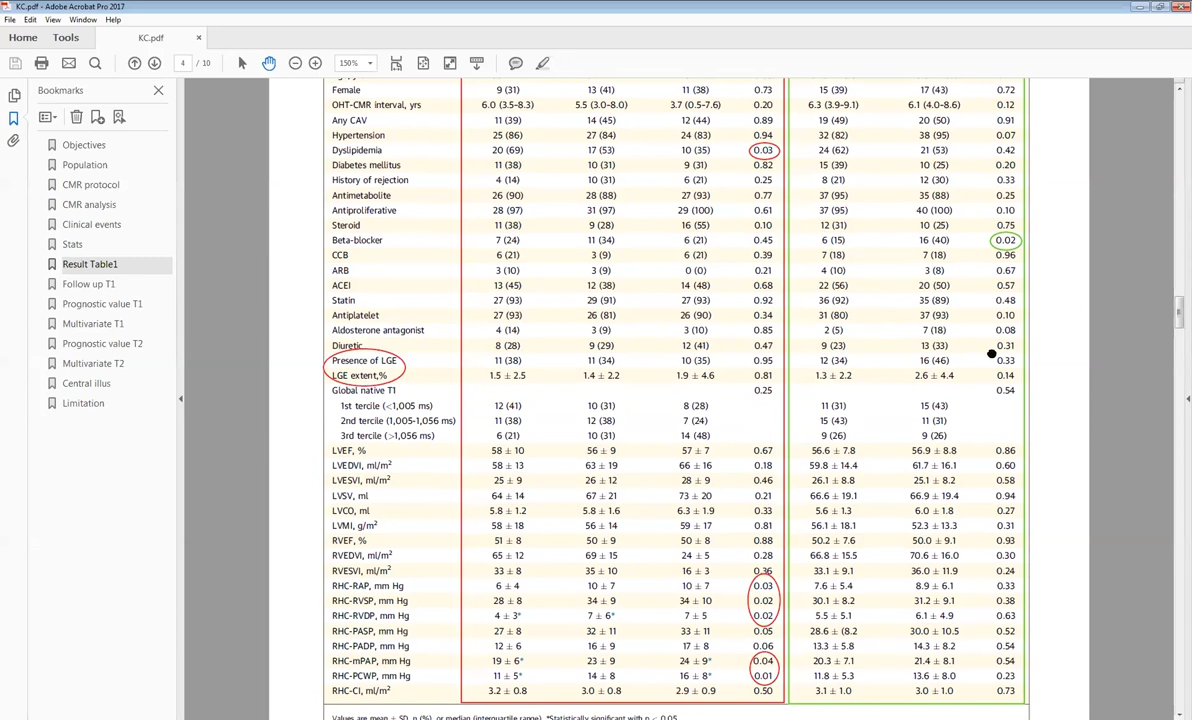 KC.pdf - Adobe Acrobat Pro 2017
File Edit View Window Help
Home Tools KC.pdf ×
4 / 10 150%
Bookmarks
Objectives
Population
CMR protocol
CMR analysis
Clinical events
Stats
Result Table1
Follow up T1
Prognostic value T1
Multivariate T1
Prognostic value T2
Multivariate T2
Central illus
Limitation
Female 9 (31) 13 (41) 11 (38) 0.73 15 (39) 17 (43) 0.72
OHT-CMR interval, yrs 6.0 (3.5-8.3) 5.5 (3.0-8.0) 3.7 (0.5-7.6) 0.20 6.3 (3.9-9.1) 6.1 (4.0-8.6) 0.12
Any CAV 11 (39) 14 (45) 12 (44) 0.89 19 (49) 20 (50) 0.91
Hypertension 25 (86) 27 (84) 24 (83) 0.94 32 (82) 38 (95) 0.07
Dyslipidemia 20 (69) 17 (53) 10 (35) 0.03 24 (62) 21 (53) 0.42
Diabetes mellitus 11 (38) 10 (31) 9 (31) 0.82 15 (39) 10 (25) 0.20
History of rejection 4 (14) 10 (31) 6 (21) 0.25 8 (21) 12 (30) 0.33
Antimetabolite 26 (90) 28 (88) 27 (93) 0.77 37 (95) 35 (88) 0.25
Antiproliferative 28 (97) 31 (97) 29 (100) 0.61 37 (95) 40 (100) 0.10
Steroid 11 (38) 9 (28) 16 (55) 0.10 12 (31) 10 (25) 0.75
Beta-blocker 7 (24) 11 (34) 6 (21) 0.45 6 (15) 16 (40) 0.02
CCB 6 (21) 3 (9) 6 (21) 0.39 7 (18) 7 (18) 0.96
ARB 3 (10) 3 (9) 0 (0) 0.21 4 (10) 3 (8) 0.67
ACEI 13 (45) 12 (38) 14 (48) 0.68 22 (56) 20 (50) 0.57
Statin 27 (93) 29 (91) 27 (93) 0.92 36 (92) 35 (89) 0.48
Antiplatelet 27 (93) 26 (81) 26 (90) 0.34 31 (80) 37 (93) 0.10
Aldosterone antagonist 4 (14) 3 (9) 3 (10) 0.85 2 (5) 7 (18) 0.08
Diuretic 8 (28) 9 (29) 12 (41) 0.47 9 (23) 13 (33) 0.31
Presence of LGE 11 (38) 11 (34) 10 (35) 0.95 12 (34) 16 (46) 0.33
LGE extent,% 1.5 ± 2.5 1.4 ± 2.2 1.9 ± 4.6 0.81 1.3 ± 2.2 2.6 ± 4.4 0.14
Global native T1 0.25 0.54
1st tercile (<1,005 ms) 12 (41) 10 (31) 8 (28) 11 (31) 15 (43)
2nd tercile (1,005-1,056 ms) 11 (38) 12 (38) 7 (24) 15 (43) 11 (31)
3rd tercile (>1,056 ms) 6 (21) 10 (31) 14 (48) 9 (26) 9 (26)
LVEF, % 58 ± 10 56 ± 9 57 ± 7 0.67 56.6 ± 7.8 56.9 ± 8.8 0.86
LVEDVI, ml/m² 58 ± 13 63 ± 19 66 ± 16 0.18 59.8 ± 14.4 61.7 ± 16.1 0.60
LVESVI, ml/m² 25 ± 9 26 ± 12 28 ± 9 0.46 26.1 ± 8.8 25.1 ± 8.2 0.58
LVSV, ml 64 ± 14 67 ± 21 73 ± 20 0.21 66.6 ± 19.1 66.9 ± 19.4 0.94
LVCO, ml 5.8 ± 1.2 5.8 ± 1.6 6.3 ± 1.9 0.33 5.6 ± 1.3 6.0 ± 1.8 0.27
LVMI, g/m² 58 ± 18 56 ± 14 59 ± 17 0.81 56.1 ± 18.1 52.3 ± 13.3 0.31
RVEF, % 51 ± 8 50 ± 9 50 ± 8 0.88 50.2 ± 7.6 50.0 ± 9.1 0.93
RVEDVI, ml/m² 65 ± 12 69 ± 15 24 ± 5 0.28 66.8 ± 15.5 70.6 ± 16.0 0.30
RVESVI, ml/m² 33 ± 8 35 ± 10 16 ± 3 0.36 33.1 ± 9.1 36.0 ± 11.9 0.24
RHC-RAP, mm Hg 6 ± 4 10 ± 7 10 ± 7 0.03 7.6 ± 5.4 8.9 ± 6.1 0.33
RHC-RVSP, mm Hg 28 ± 8 34 ± 9 34 ± 10 0.02 30.1 ± 8.2 31.2 ± 9.1 0.38
RHC-RVDP, mm Hg 4 ± 3* 7 ± 6* 7 ± 5 0.02 5.5 ± 5.1 6.1 ± 4.9 0.63
RHC-PASP, mm Hg 27 ± 8 32 ± 11 33 ± 11 0.05 28.6 ± (8.2 30.0 ± 10.5 0.52
RHC-PADP, mm Hg 12 ± 6 16 ± 9 17 ± 8 0.06 13.3 ± 5.8 14.3 ± 8.2 0.54
RHC-mPAP, mm Hg 19 ± 6* 23 ± 9 24 ± 9* 0.04 20.3 ± 7.1 21.4 ± 8.1 0.54
RHC-PCWP, mm Hg 11 ± 5* 14 ± 8 16 ± 8* 0.01 11.8 ± 5.3 13.6 ± 8.0 0.23
RHC-CI, ml/m² 3.2 ± 0.8 3.0 ± 0.8 2.9 ± 0.9 0.50 3.1 ± 1.0 3.0 ± 1.0 0.73
Values are mean ± SD, n (%), or median (interquartile range). *Statistically significant with p < 0.05.